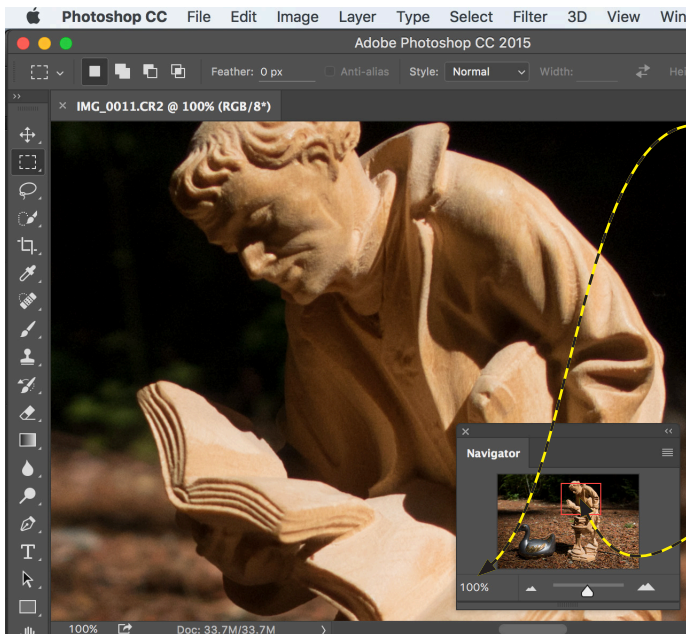 Photoshop CC File Edit Image Layer Type Select Filter 3D View Win
Adobe Photoshop CC 2015
Feather: 0 px Anti-alias Style: Normal Width: Hei
IMG_0011.CR2 @ 100% (RGB/8*)
T
Navigator
100%
100% Doc: 33.7M/33.7M